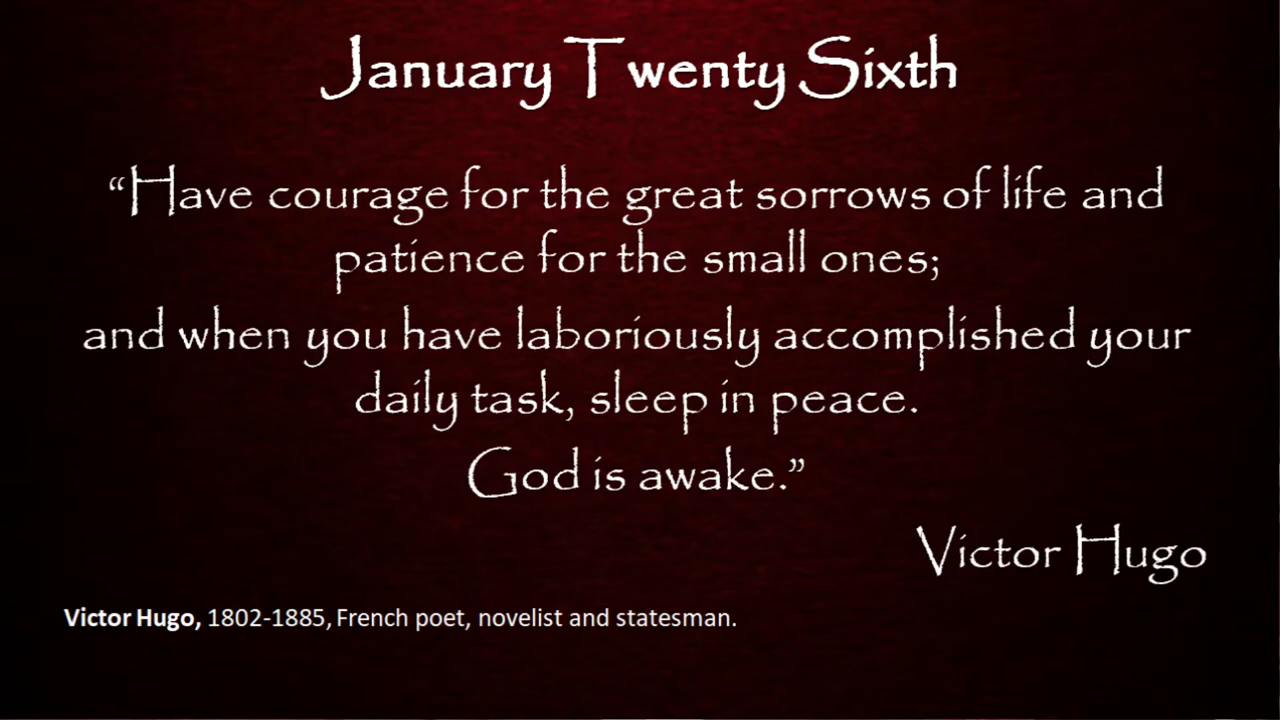 January Twenty Sixth
“Have courage for the great sorrows of life and
patience for the small ones;
and when you have laboriously accomplished your
daily task, sleep in peace.
God is awake.”
Victor Hugo
Victor Hugo, 1802-1885, French poet, novelist and statesman.